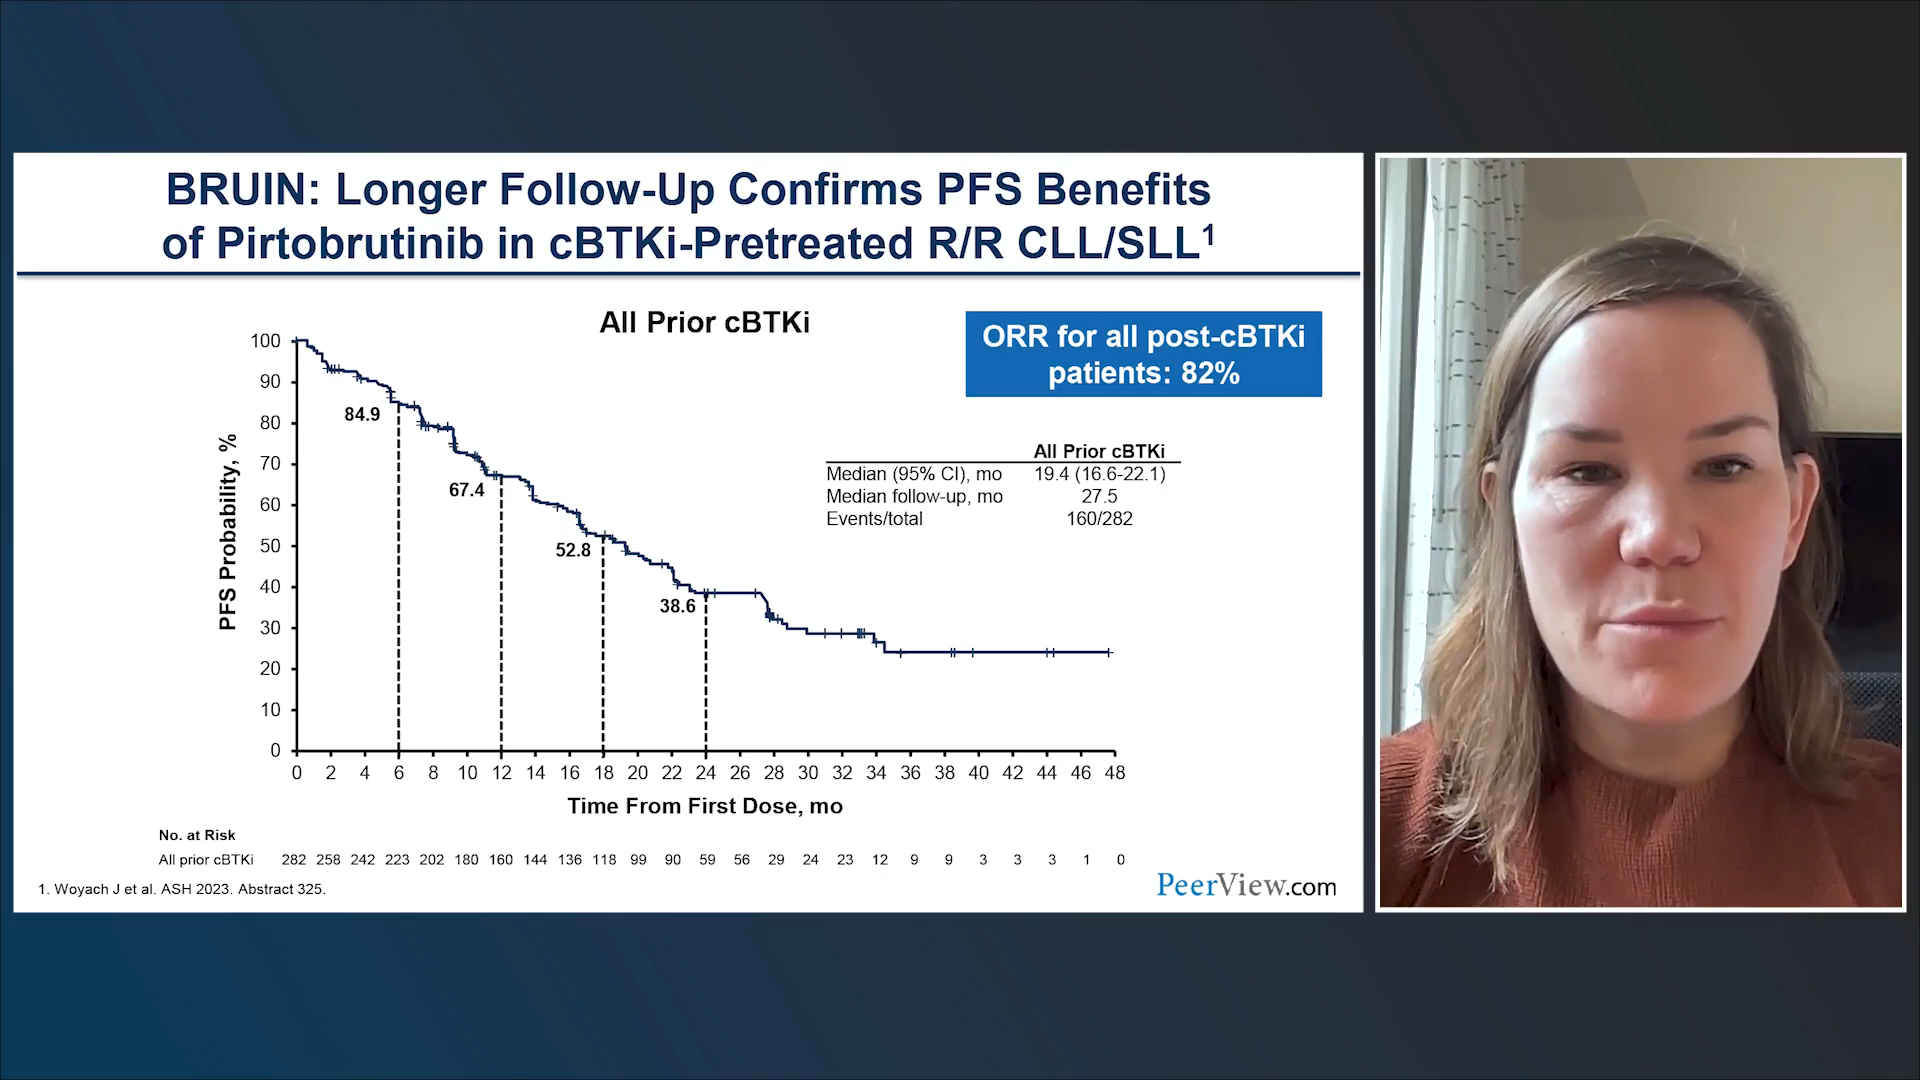 BRUIN: Longer Follow-Up Confirms PFS Benefits
of Pirtobrutinib in cBTKi-Pretreated R/R CLL/SLL¹
All Prior cBTKi
ORR for all post-cBTKi
patients: 82%
PFS Probability, %
100
90
80
70
60
50
40
30
20
10
0
84.9
67.4
52.8
38.6
All Prior cBTKi
Median (95% CI), mo 19.4 (16.6-22.1)
Median follow-up, mo 27.5
Events/total 160/282
0 2 4 6 8 10 12 14 16 18 20 22 24 26 28 30 32 34 36 38 40 42 44 46 48
Time From First Dose, mo
No. at Risk
All prior cBTKi 282 258 242 223 202 180 160 144 136 118 99 90 59 56 29 24 23 12 9 9 3 3 3 1 0
1. Woyach J et al. ASH 2023. Abstract 325.
PeerView.com